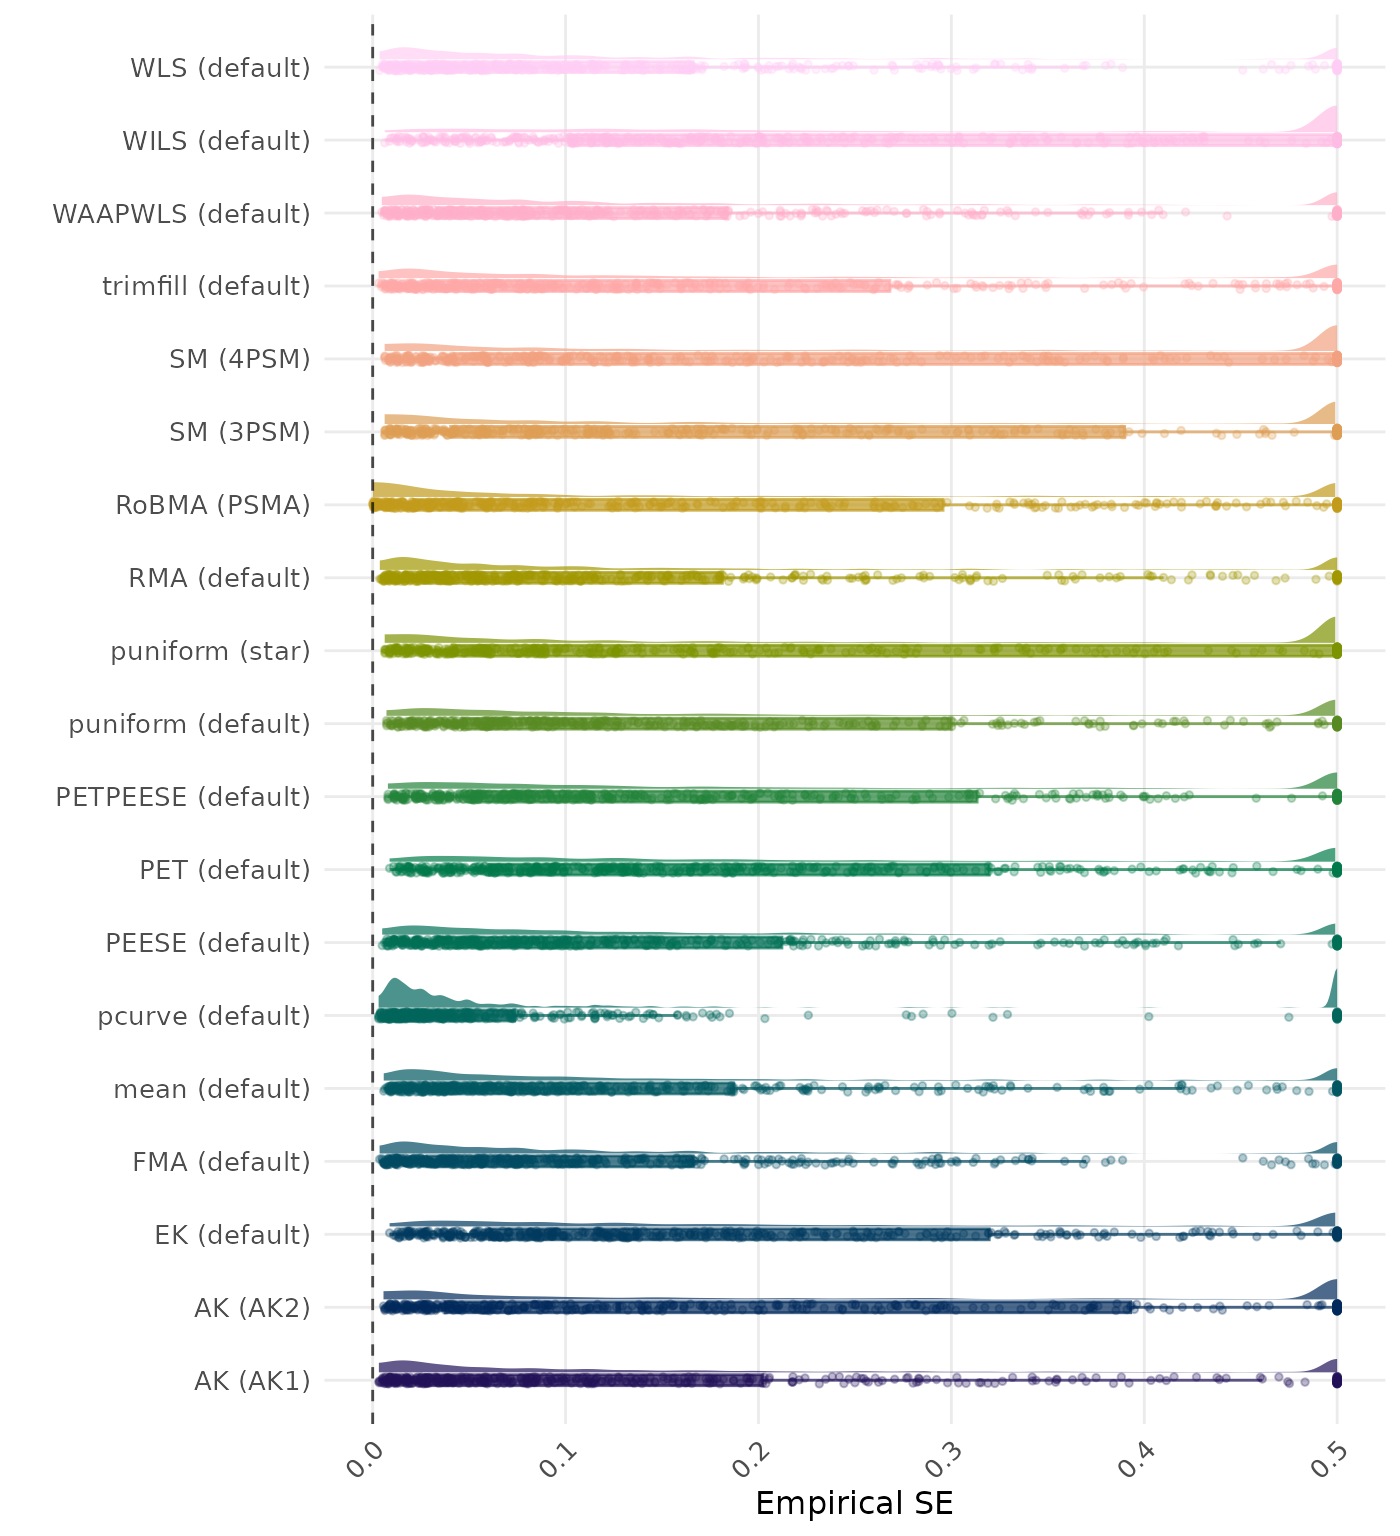 WLS (default)
WILS (default)
WAAPWLS (default)
trimfill (default)
SM (4PSM)
SM (3PSM)
RoBMA (PSMA)
RMA (default)
puniform (star)
puniform (default)
PETPEESE (default)
PET (default)
PEESE (default)
pcurve (default)
mean (default)
FMA (default)
EK (default)
AK (AK2)
AK (AK1)
0.0 0.1 0.2 0.3 0.4 0.5
Empirical SE